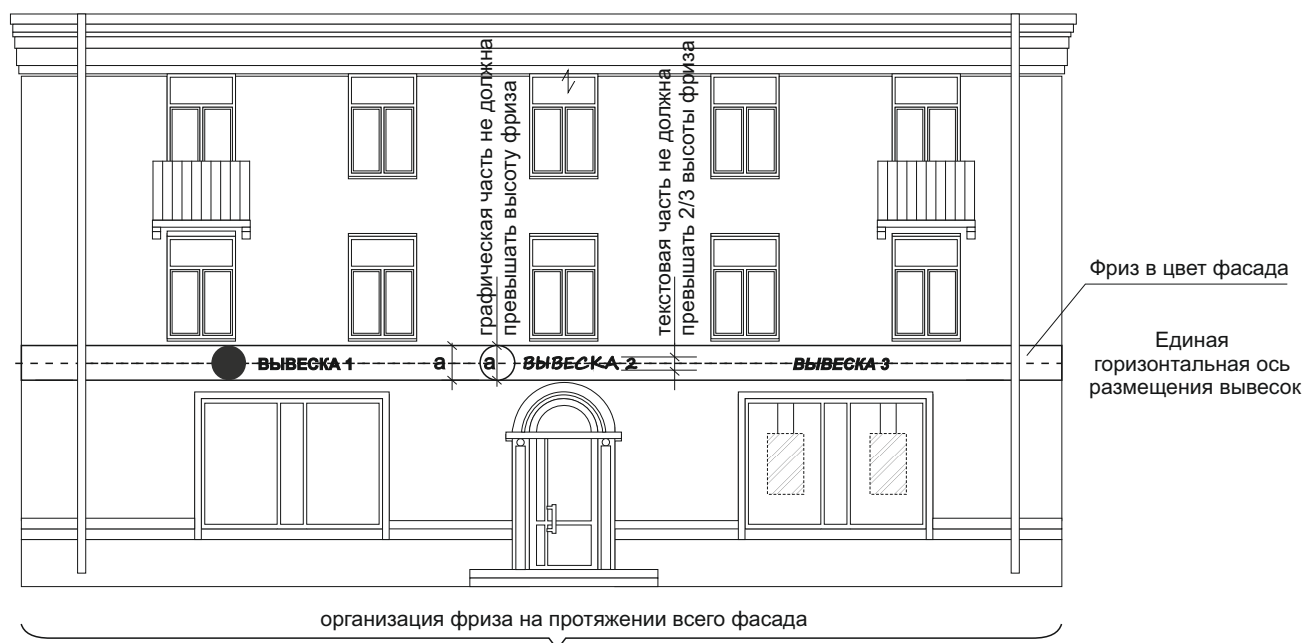 графическая часть не должна
превышать высоту фриза
текстовая часть не должна
превышать 2/3 высоты фриза
Фриз в цвет фасада
Единая
горизонтальная ось
размещения вывесок
ВЫВЕСКА 1
а
а
ВЫВЕСКА 2
ВЫВЕСКА 3
организация фриза на протяжении всего фасада